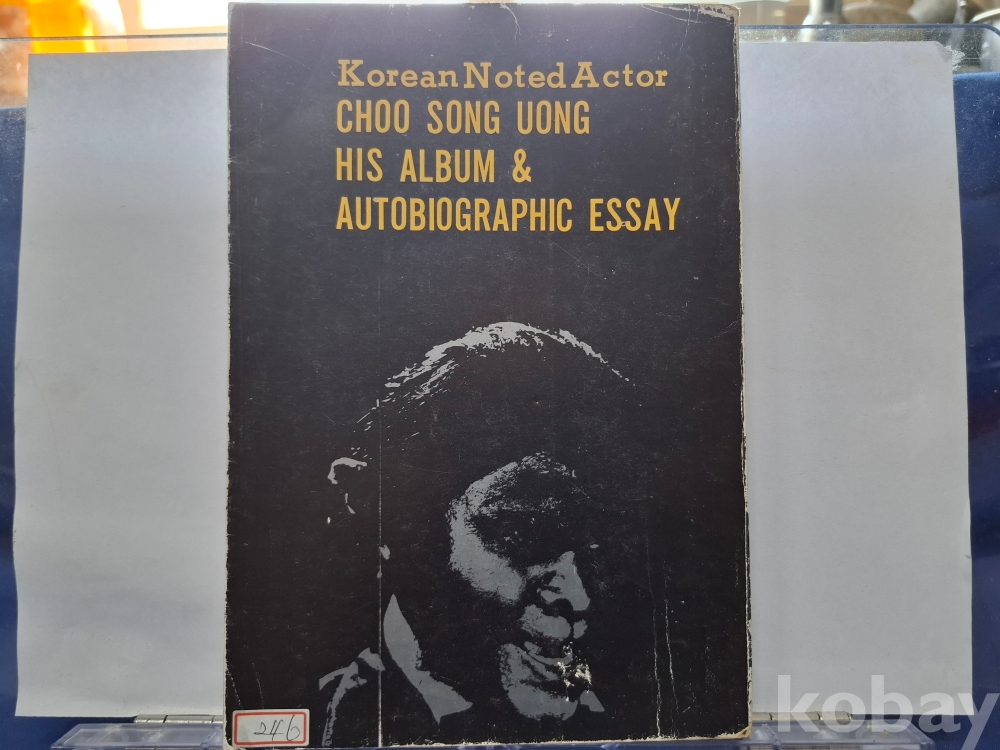 Korean Noted Actor
CHOO SONG UONG
HIS ALBUM &
AUTOBIOGRAPHIC ESSAY
246
kobay